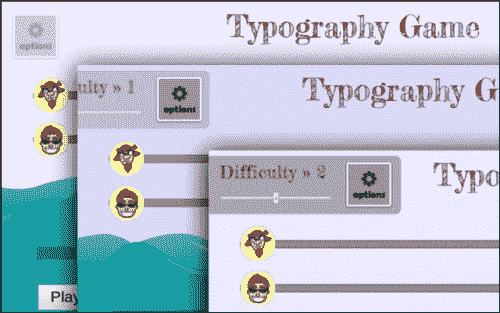 Typography Game
options
ulty » 1
options
Typography G
Difficulty » 2
options
Typo
Play